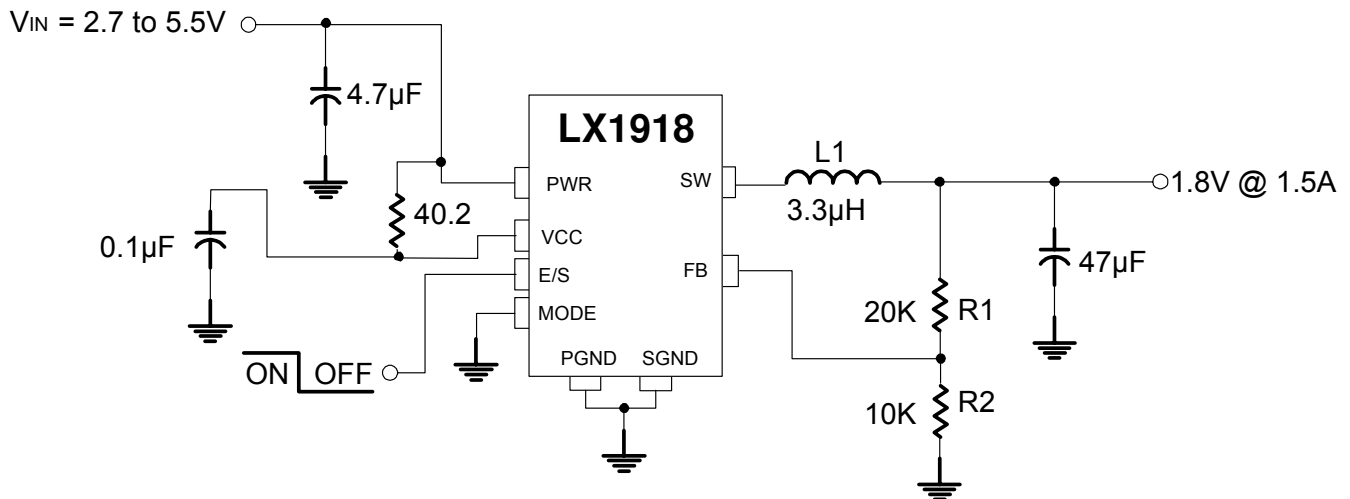 VIN = 2.7 to 5.5V
4.7µF
LX1918
L1
PWR
SW
1.8V @ 1.5A
40.2
3.3µH
0.1µF
VCC
47µF
E/S
FB
20K R1
MODE
PGND SGND
ON OFF
10K R2